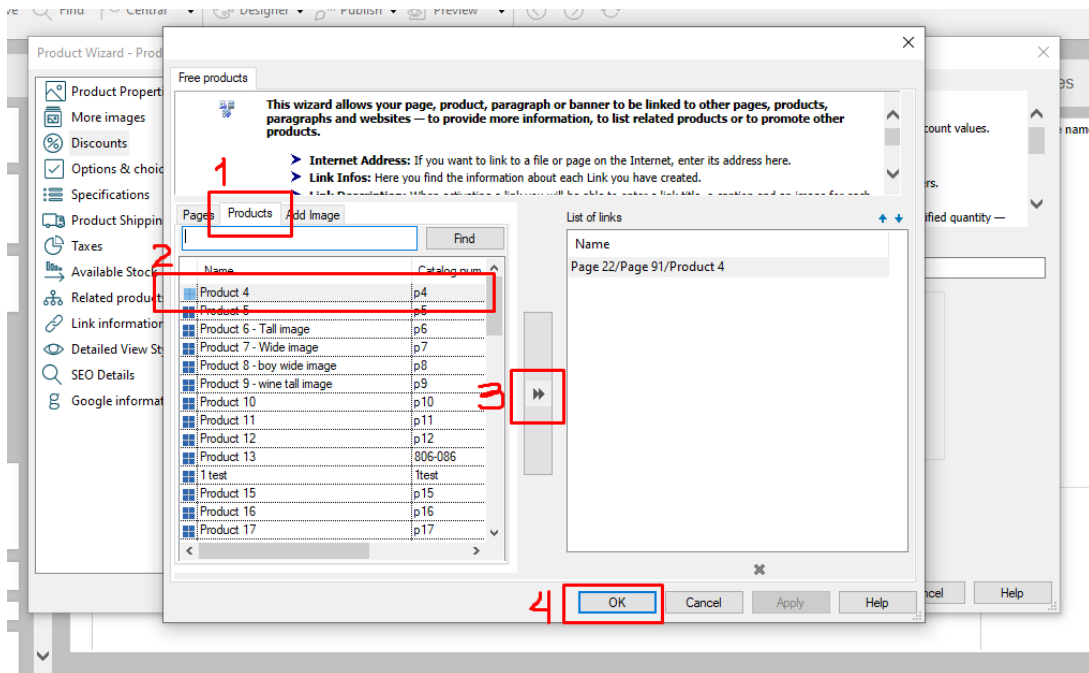 Find Central Designer Publish Preview
Product Wizard - Prod
Free products
This wizard allows your page, product, paragraph or banner to be linked to other pages, products,
paragraphs and websites — to provide more information, to list related products or to promote other
products.
Internet Address: If you want to link to a file or page on the Internet, enter its address here.
Link Infos: Here you find the information about each Link you have created.
Product Properti
More images
Discounts
Options & choic
Specifications
Product Shippin
Taxes
Available Stock
Related product
Link information
Detailed View St
SEO Details
Google informat
count values.
ified quantity —
1
Pages Products Add Image
Find
2
Name Catalog num
Product 4 p4
Product 5 p5
Product 6 - Tall image p6
Product 7 - Wide image p7
Product 8 - boy wide image p8
Product 9 - wine tall image p9
Product 10 p10
Product 11 p11
Product 12 p12
Product 13 806-086
1 test 1test
Product 15 p15
Product 16 p16
Product 17 p17
3
List of links
Name
Page 22/Page 91/Product 4
4
OK Cancel Apply Help
ncel Help